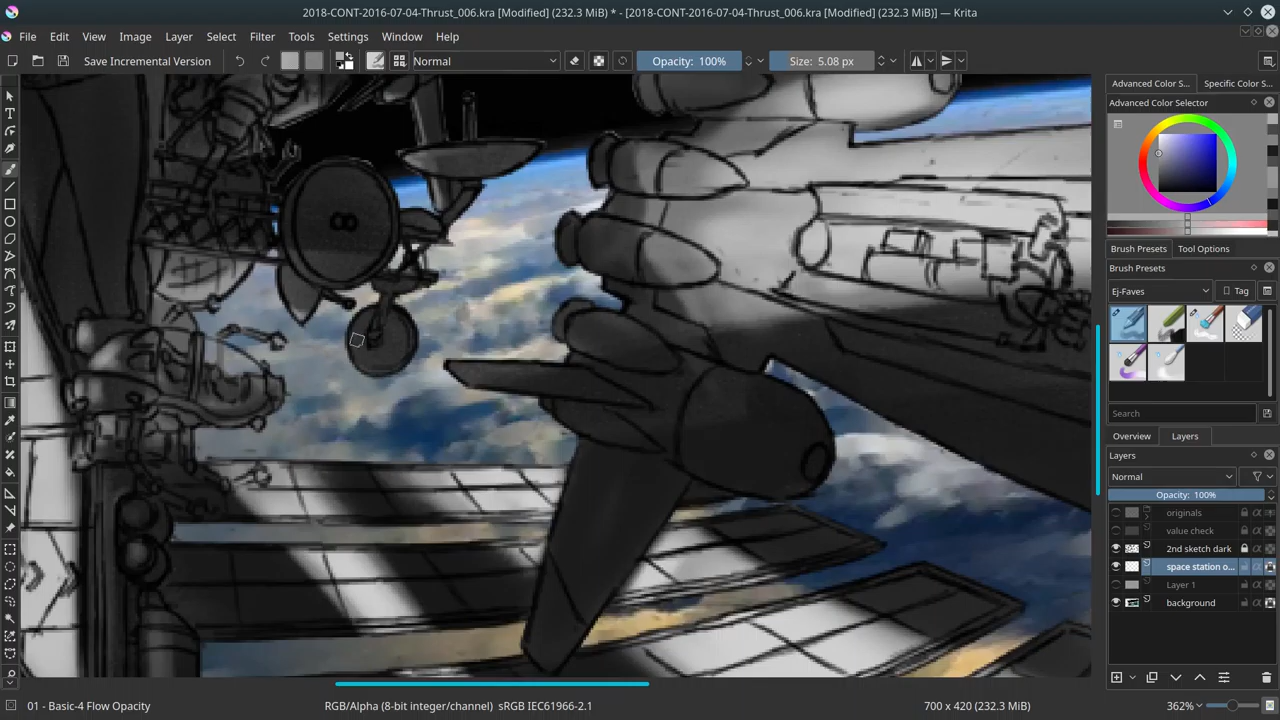 2018-CONT-2016-07-04-Thrust_006.kra [Modified] (232.3 MiB) * - [2018-CONT-2016-07-04-Thrust_006.kra [Modified] (232.3 MiB)] — Krita
File Edit View Image Layer Select Filter Tools Settings Window Help
Save Incremental Version Normal Opacity: 100% Size: 5.08 px
Advanced Color S... Specific Color S...
Advanced Color Selector
Brush Presets Tool Options
Brush Presets
Ej-Faves Tag
Search
Overview Layers
Layers
Normal
Opacity: 100%
originals
value check
2nd sketch dark
space station o...
Layer 1
background
01 - Basic-4 Flow Opacity RGB/Alpha (8-bit integer/channel) sRGB IEC61966-2.1 700 x 420 (232.3 MiB) 362%